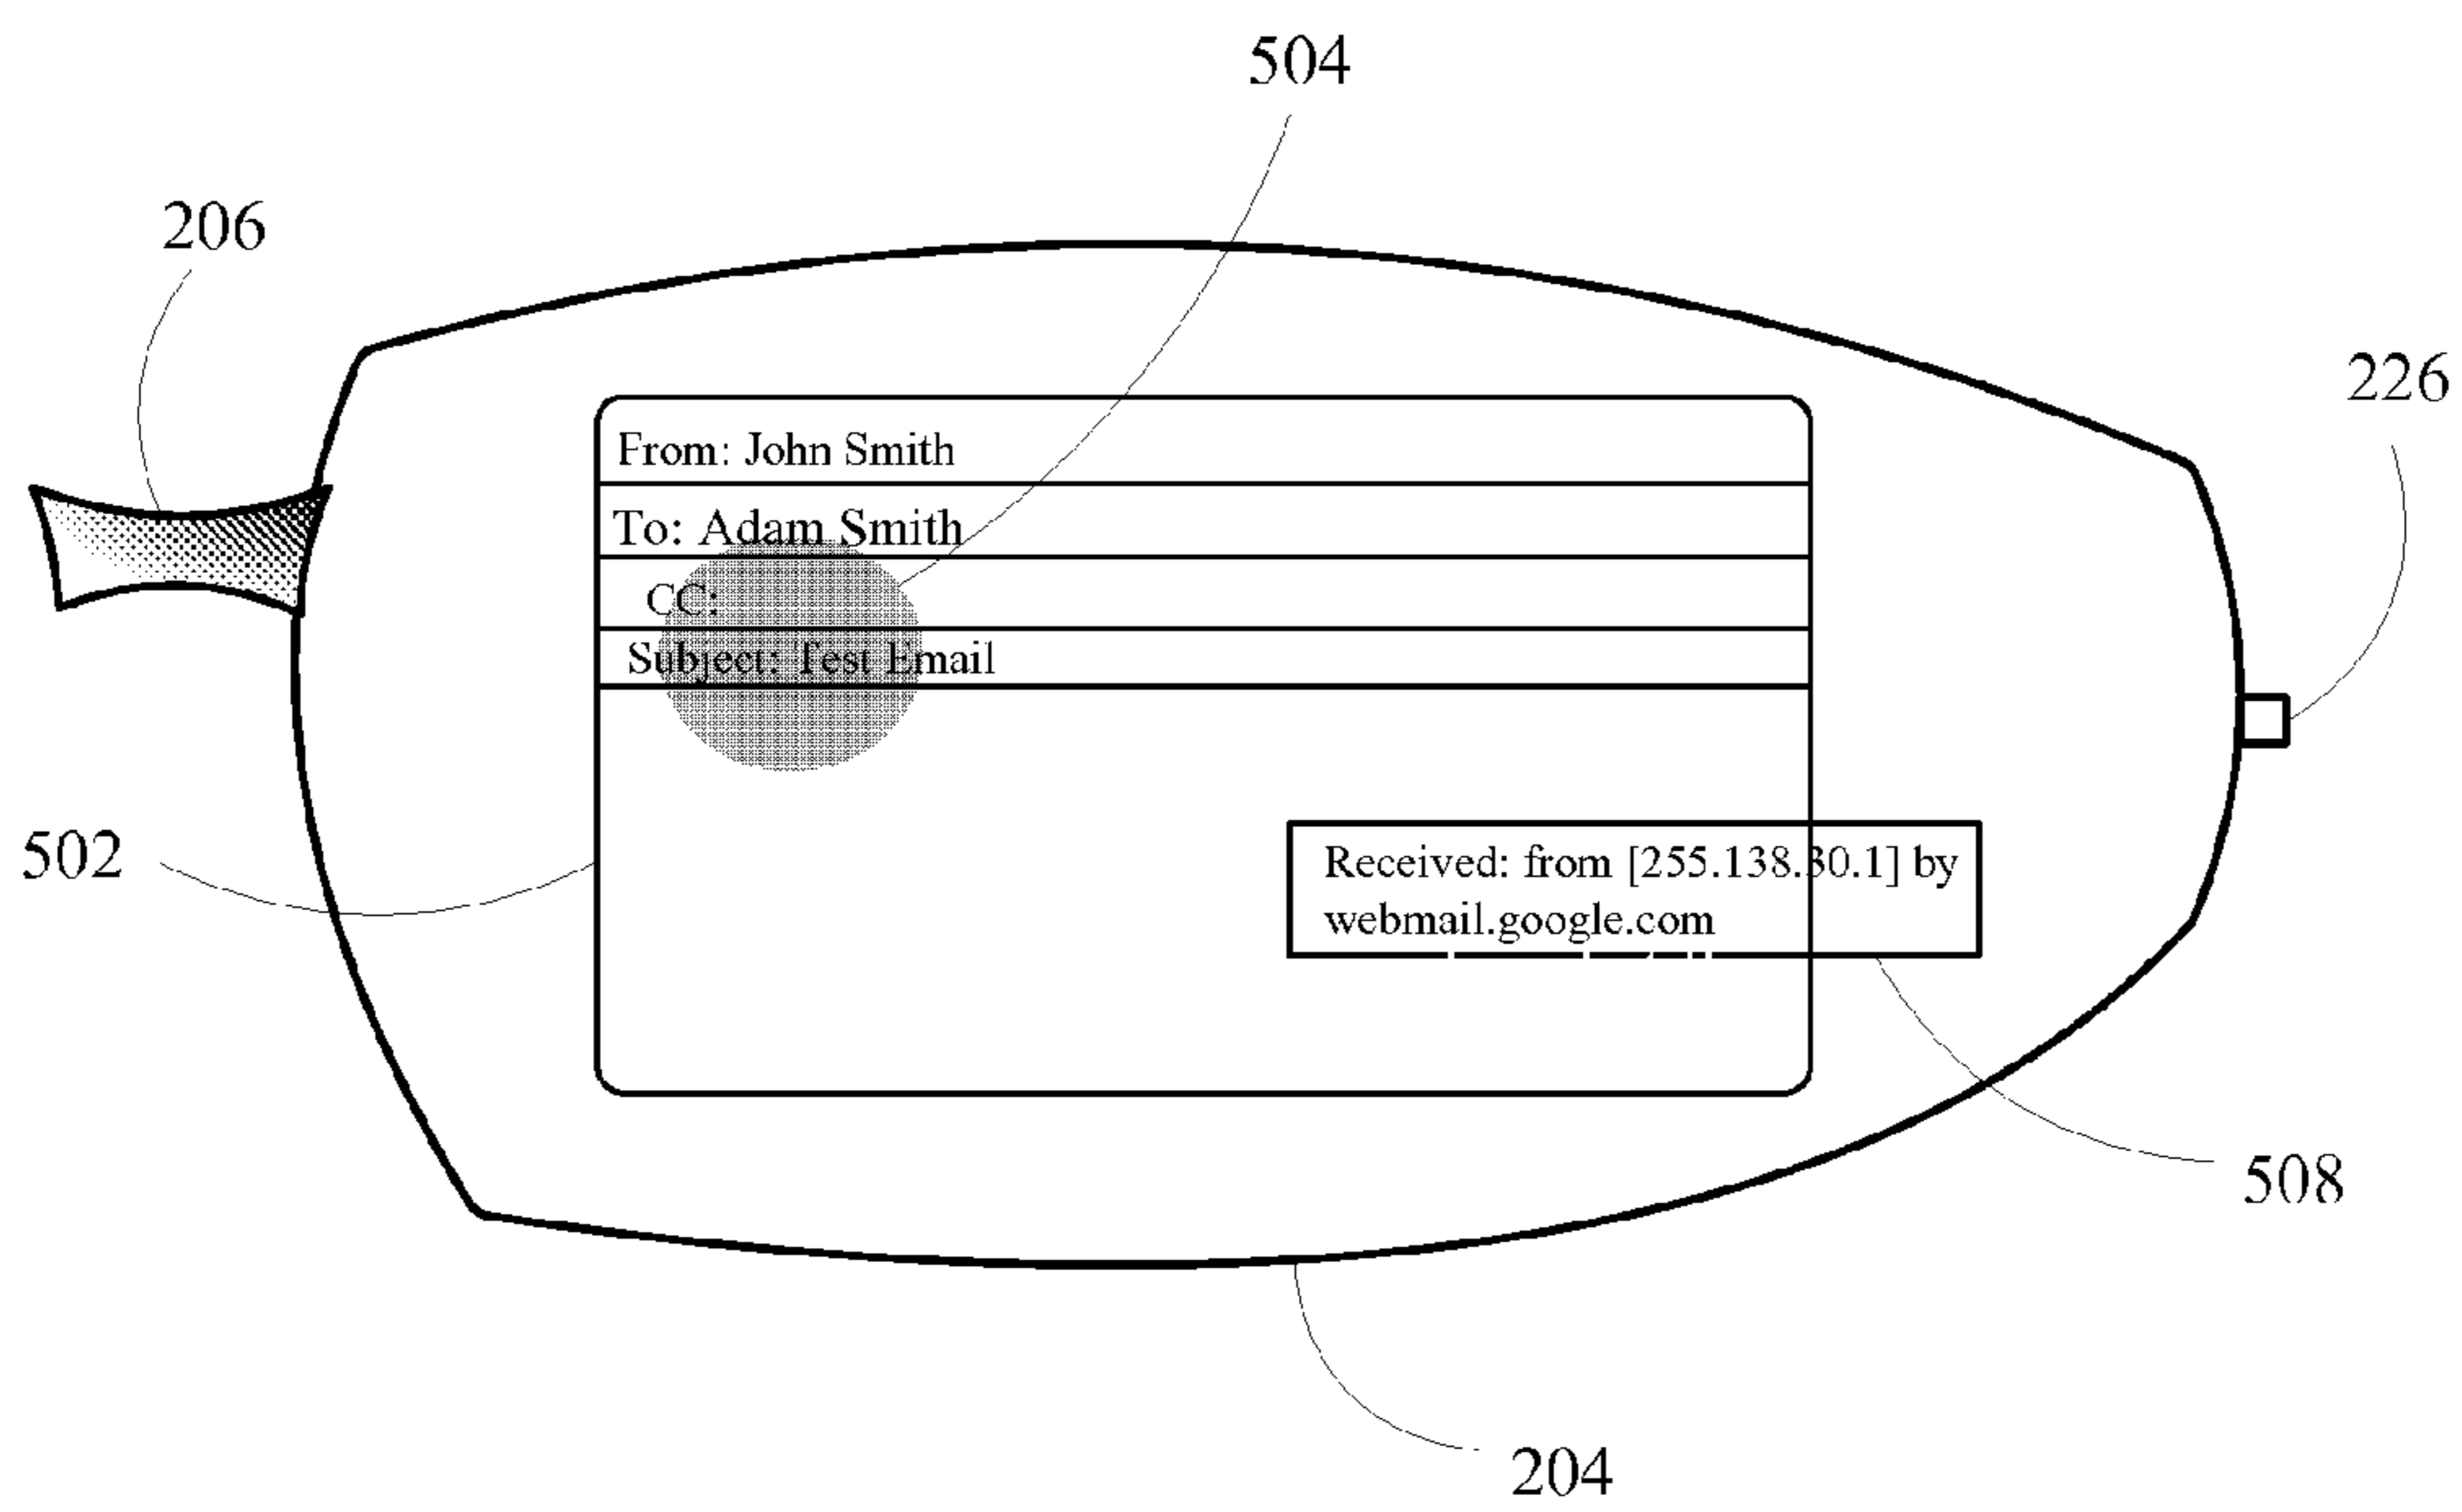 504
206
226
From: John Smith
To: Adam Smith
CC:
Subject: Test Email
502
Received: from [255.138.30.1] by
webmail.google.com
508
204